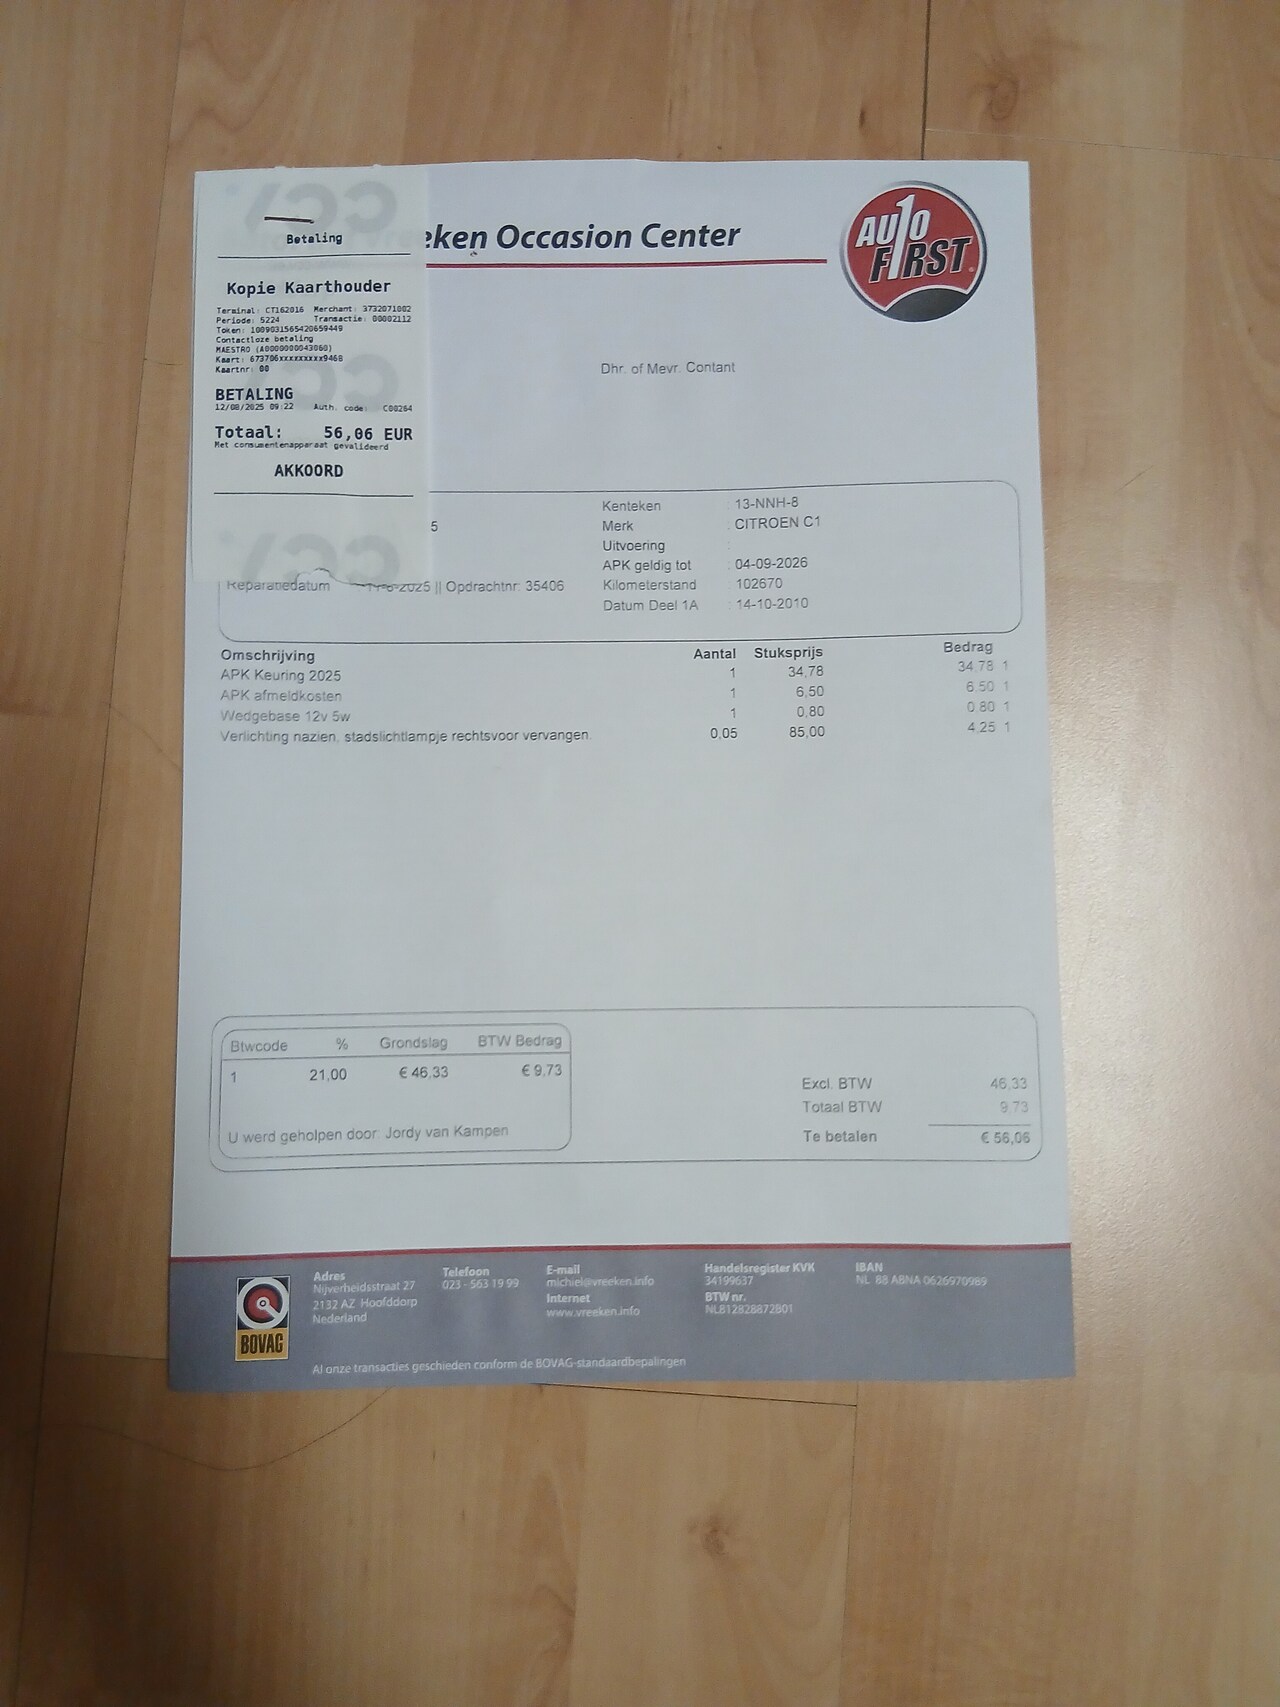 Betaling
Kopie Kaarthouder
Terminal: CT162016 Merchant: 3732071002
Periode: 5224 Transactie: 00002112
Token: 1009031565420659449
Contactloze betaling
MAESTRO (A0000000043060)
Kaart: 673706xxxxxxxxx9468
Kaartnr: 00
BETALING
12/08/2025 09:22 Auth. code: C00264
Totaal: 56,06 EUR
Met consumentenapparaat gevalideerd
AKKOORD
eken Occasion Center
AUTO FIRST
Dhr. of Mevr. Contant
5
Reparatiedatum 11-8-2025 || Opdrachtnr: 35406
Kenteken : 13-NNH-8
Merk : CITROEN C1
Uitvoering :
APK geldig tot : 04-09-2026
Kilometerstand : 102670
Datum Deel 1A : 14-10-2010
Omschrijving Aantal Stuksprijs Bedrag
APK Keuring 2025 1 34,78 34,78 1
APK afmeldkosten 1 6,50 6,50 1
Wedgebase 12v 5w 1 0,80 0,80 1
Verlichting nazien, stadslichtlampje rechtsvoor vervangen. 0,05 85,00 4,25 1
Btwcode % Grondslag BTW Bedrag
1 21,00 € 46,33 € 9,73
U werd geholpen door: Jordy van Kampen
Excl. BTW 46,33
Totaal BTW 9,73
Te betalen € 56,06
BOVAG
Adres
Nijverheidsstraat 27
2132 AZ Hoofddorp
Nederland
Telefoon
023 - 563 19 99
E-mail
michiel@vreeken.info
Internet
www.vreeken.info
Handelsregister KVK
34199637
BTW nr.
NL812828872B01
IBAN
NL 88 ABNA 0626970989
Al onze transacties geschieden conform de BOVAG-standaardbepalingen